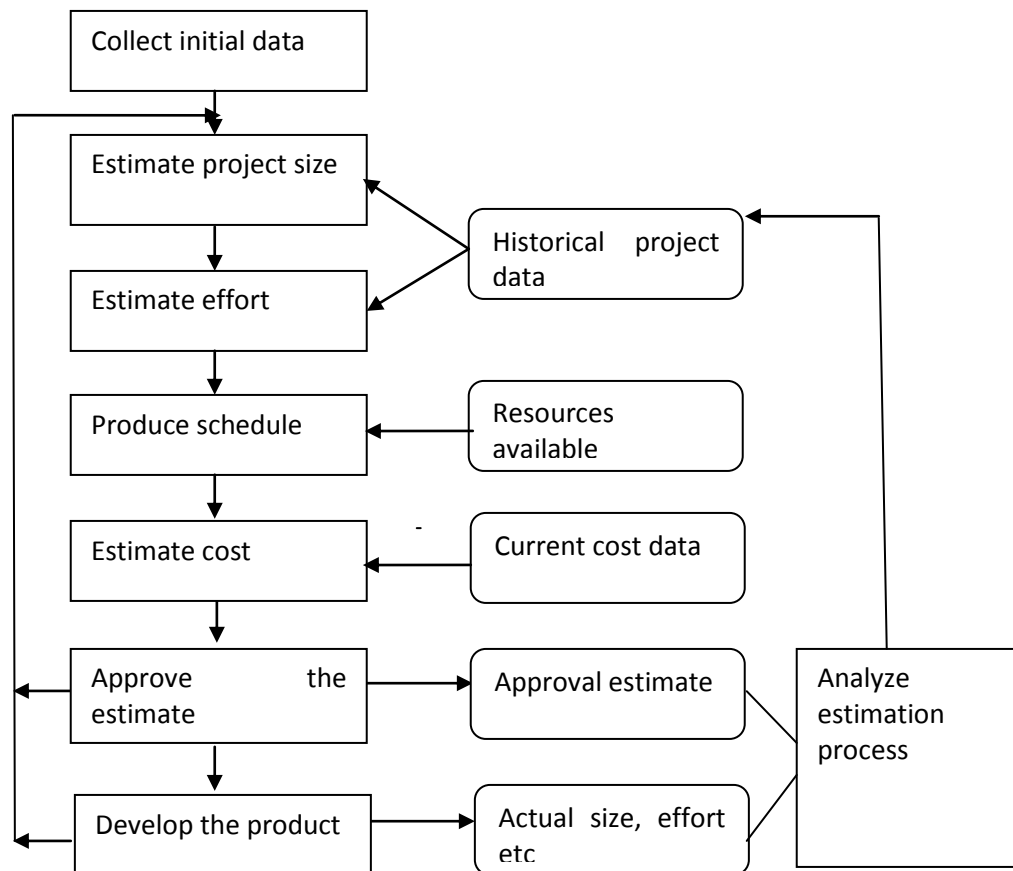 Collect initial data
Estimate project size
Historical project
data
Estimate effort
Resources
available
Produce schedule
-
Current cost data
Estimate cost
Approve the
estimate
Approval estimate
Analyze
estimation
process
Develop the product
Actual size, effort
etc